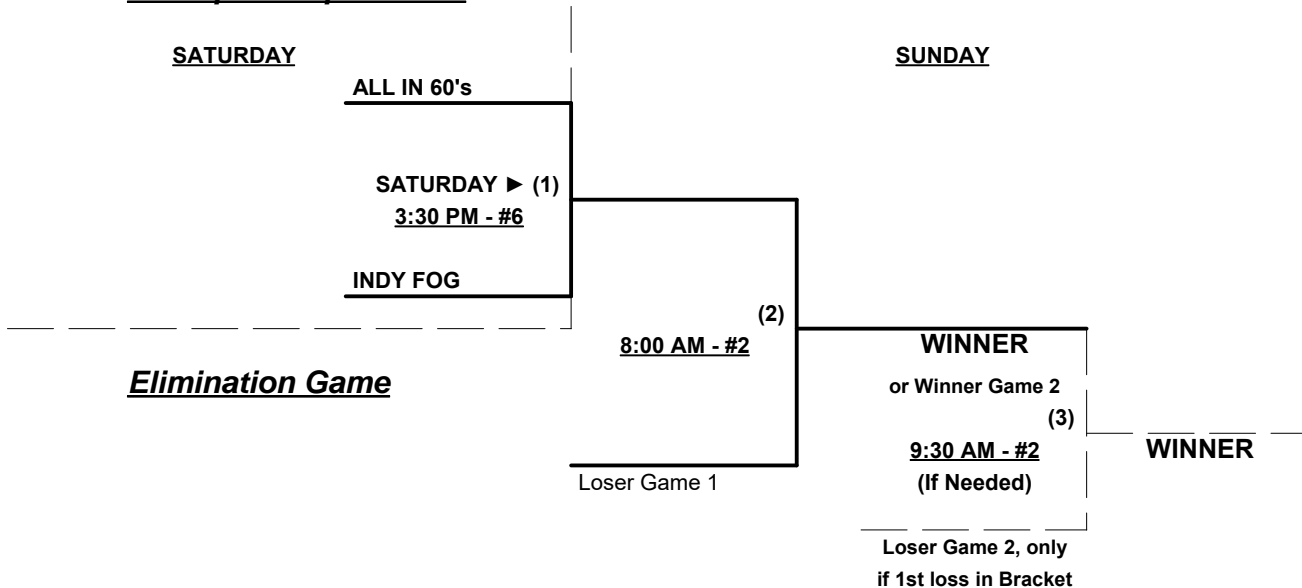 SATURDAY
SUNDAY
ALL IN 60's
SATURDAY ► (1)
3:30 PM - #6
INDY FOG
(2)
8:00 AM - #2
WINNER
Elimination Game
or Winner Game 2
(3)
9:30 AM - #2
WINNER
Loser Game 1
(If Needed)
Loser Game 2, only
if 1st loss in Bracket